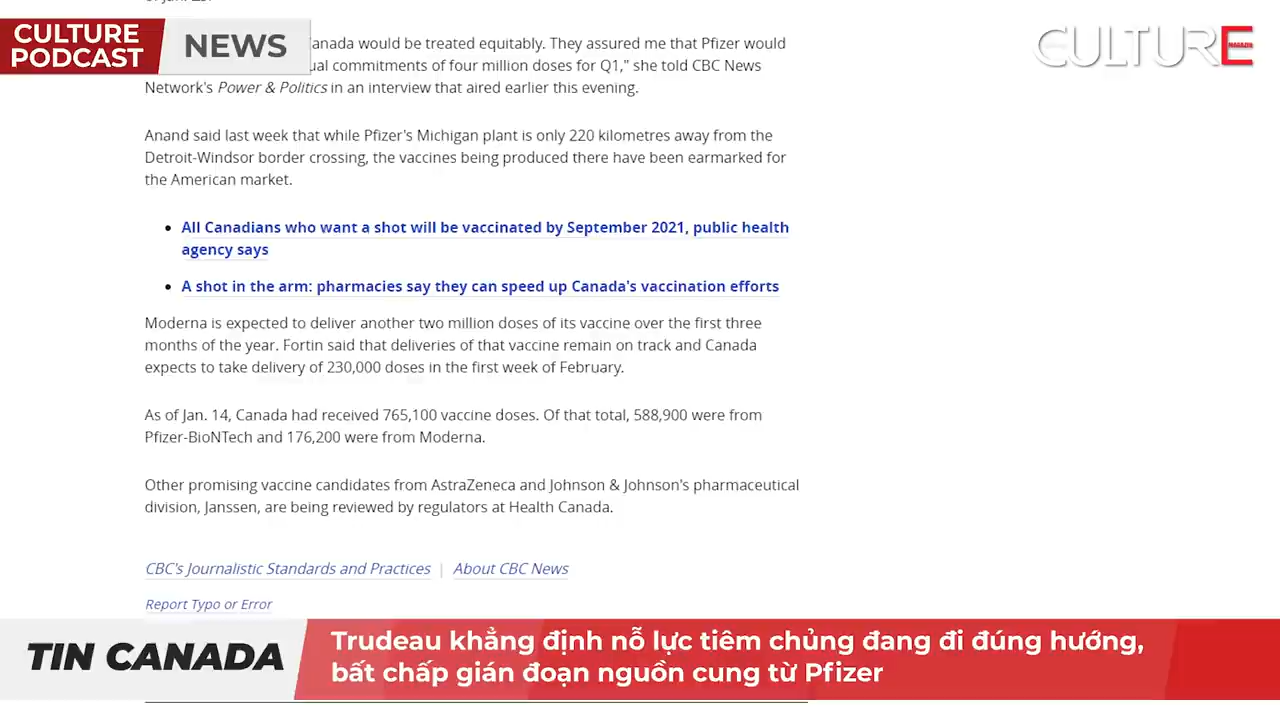 CULTURE
PODCAST
NEWS
CULTURE
MAGAZIN
Canada would be treated equitably. They assured me that Pfizer would
commitments of four million doses for Q1," she told CBC News
Network's Power & Politics in an interview that aired earlier this evening.
Anand said last week that while Pfizer's Michigan plant is only 220 kilometres away from the
Detroit-Windsor border crossing, the vaccines being produced there have been earmarked for
the American market.
• All Canadians who want a shot will be vaccinated by September 2021, public health
agency says
• A shot in the arm: pharmacies say they can speed up Canada's vaccination efforts
Moderna is expected to deliver another two million doses of its vaccine over the first three
months of the year. Fortin said that deliveries of that vaccine remain on track and Canada
expects to take delivery of 230,000 doses in the first week of February.
As of Jan. 14, Canada had received 765,100 vaccine doses. Of that total, 588,900 were from
Pfizer-BioNTech and 176,200 were from Moderna.
Other promising vaccine candidates from AstraZeneca and Johnson & Johnson's pharmaceutical
division, Janssen, are being reviewed by regulators at Health Canada.
CBC's Journalistic Standards and Practices | About CBC News
Report Typo or Error
TIN CANADA
Trudeau khẳng định nỗ lực tiêm chủng đang đi đúng hướng,
bất chấp gián đoạn nguồn cung từ Pfizer